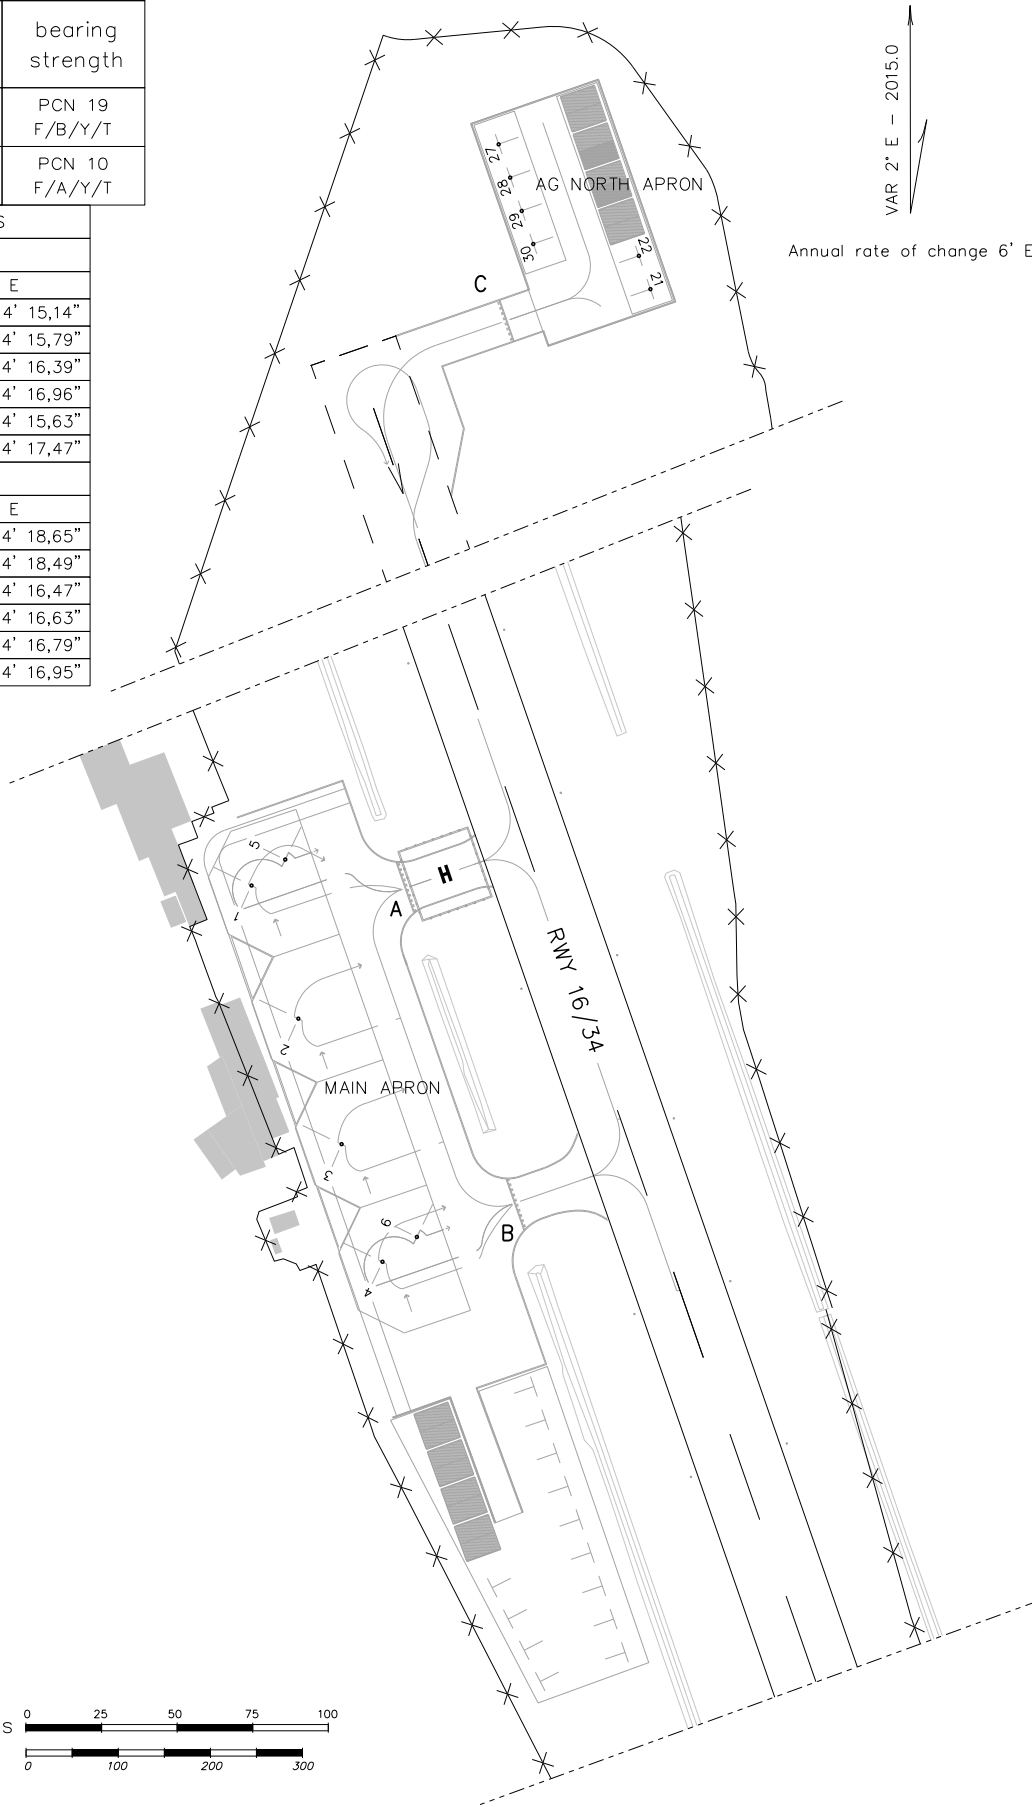 bearing
strength
PCN 19
F/B/Y/T
PCN 10
F/A/Y/T
S
E
4' 15,14"
4' 15,79"
4' 16,39"
4' 16,96"
4' 15,63"
4' 17,47"
E
4' 18,65"
4' 18,49"
4' 16,47"
4' 16,63"
4' 16,79"
4' 16,95"
VAR 2° E - 2015.0
Annual rate of change 6' E
27
28
AG NORTH APRON
29
30
22
21
C
5
1
H
A
RWY 16/34
2
MAIN APRON
3
6
B
4
S
0 25 50 75 100
0 100 200 300